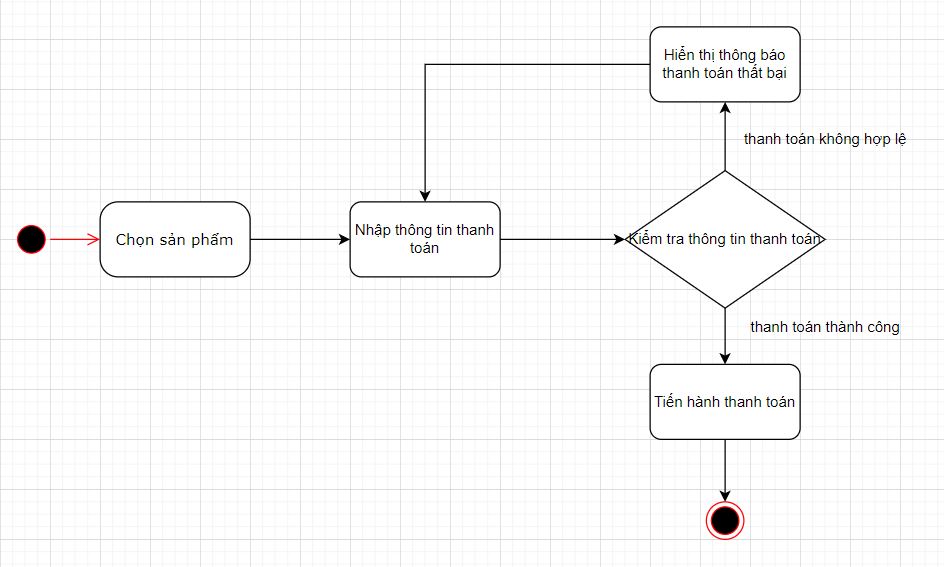 Hiển thị thông báo
thanh toán thất bại
thanh toán không hợp lệ
Chọn sản phẩm
Nhập thông tin thanh
toán
Kiểm tra thông tin thanh toán
thanh toán thành công
Tiến hành thanh toán